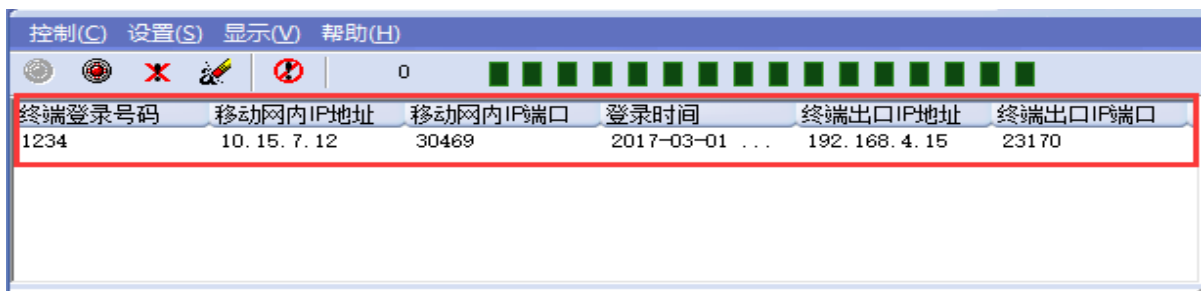 控制(C) 设置(S) 显示(V) 帮助(H)
0
终端登录号码 移动网内IP地址 移动网内IP端口 登录时间 终端出口IP地址 终端出口IP端口
1234 10.15.7.12 30469 2017-03-01 ... 192.168.4.15 23170